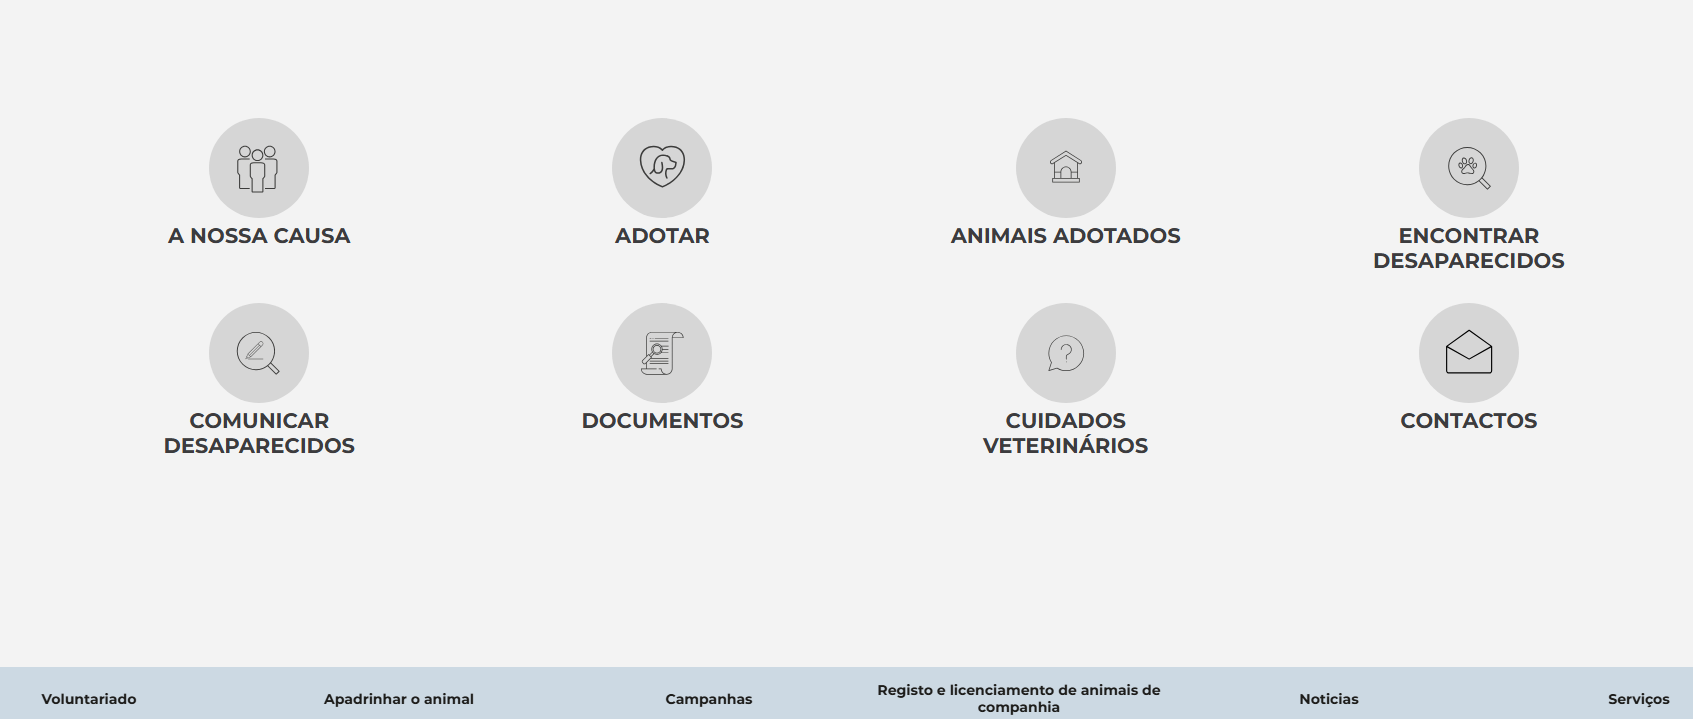 A NOSSA CAUSA
ADOTAR
ANIMAIS ADOTADOS
ENCONTRAR
DESAPARECIDOS
COMUNICAR
DESAPARECIDOS
DOCUMENTOS
CUIDADOS
VETERINÁRIOS
CONTACTOS
Voluntariado
Apadrinhar o animal
Campanhas
Registo e licenciamento de animais de
companhia
Noticias
Serviços